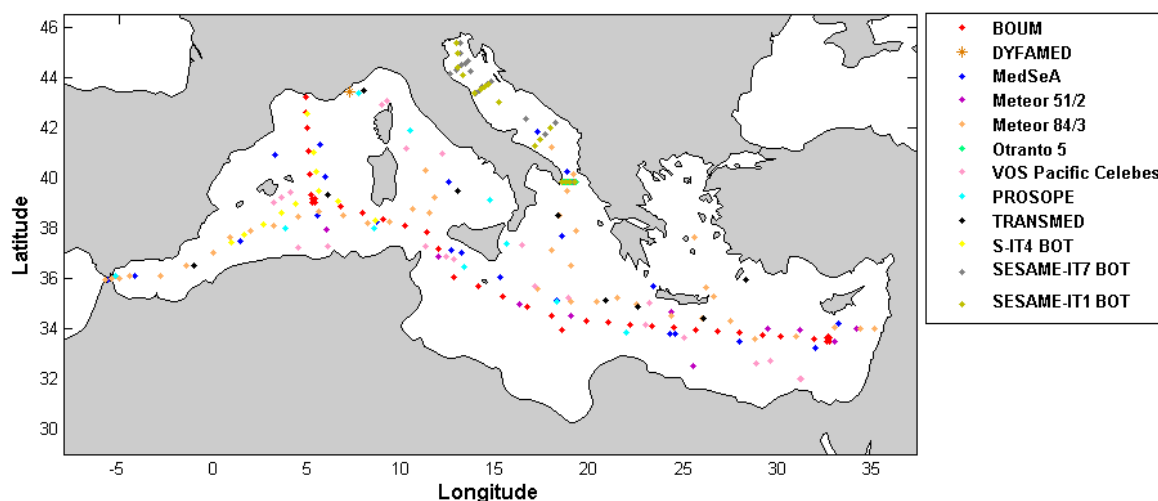 46
44
42
40
38
36
34
32
30
Latitude
-5 0 5 10 15 20 25 30 35
Longitude
BOUM
DYFAMED
MedSeA
Meteor 51/2
Meteor 84/3
Otranto 5
VOS Pacific Celebes
PROSOPE
TRANSMED
S-IT4 BOT
SESAME-IT7 BOT
SESAME-IT1 BOT